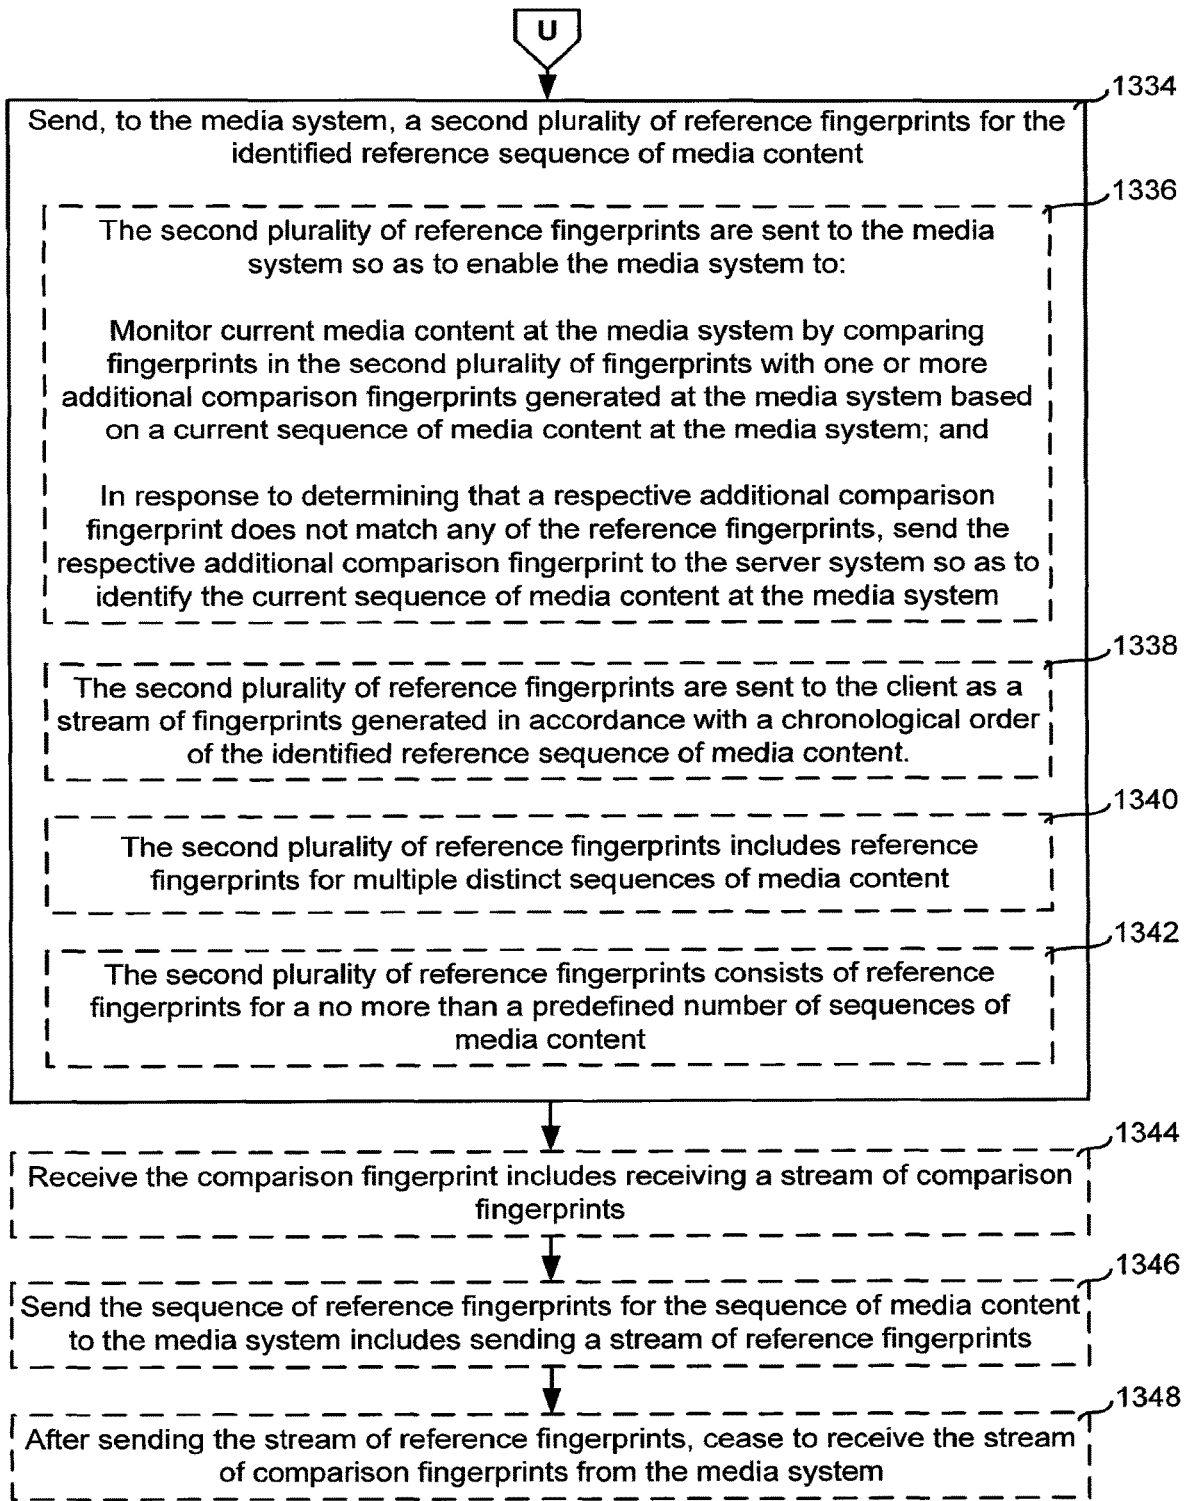 U
1334
Send, to the media system, a second plurality of reference fingerprints for the
identified reference sequence of media content
1336
The second plurality of reference fingerprints are sent to the media
system so as to enable the media system to:
Monitor current media content at the media system by comparing
fingerprints in the second plurality of fingerprints with one or more
additional comparison fingerprints generated at the media system based
on a current sequence of media content at the media system; and
In response to determining that a respective additional comparison
fingerprint does not match any of the reference fingerprints, send the
respective additional comparison fingerprint to the server system so as to
identify the current sequence of media content at the media system
1338
The second plurality of reference fingerprints are sent to the client as a
stream of fingerprints generated in accordance with a chronological order
of the identified reference sequence of media content.
1340
The second plurality of reference fingerprints includes reference
fingerprints for multiple distinct sequences of media content
1342
The second plurality of reference fingerprints consists of reference
fingerprints for a no more than a predefined number of sequences of
media content
1344
Receive the comparison fingerprint includes receiving a stream of comparison
fingerprints
1346
Send the sequence of reference fingerprints for the sequence of media content
to the media system includes sending a stream of reference fingerprints
1348
After sending the stream of reference fingerprints, cease to receive the stream
of comparison fingerprints from the media system